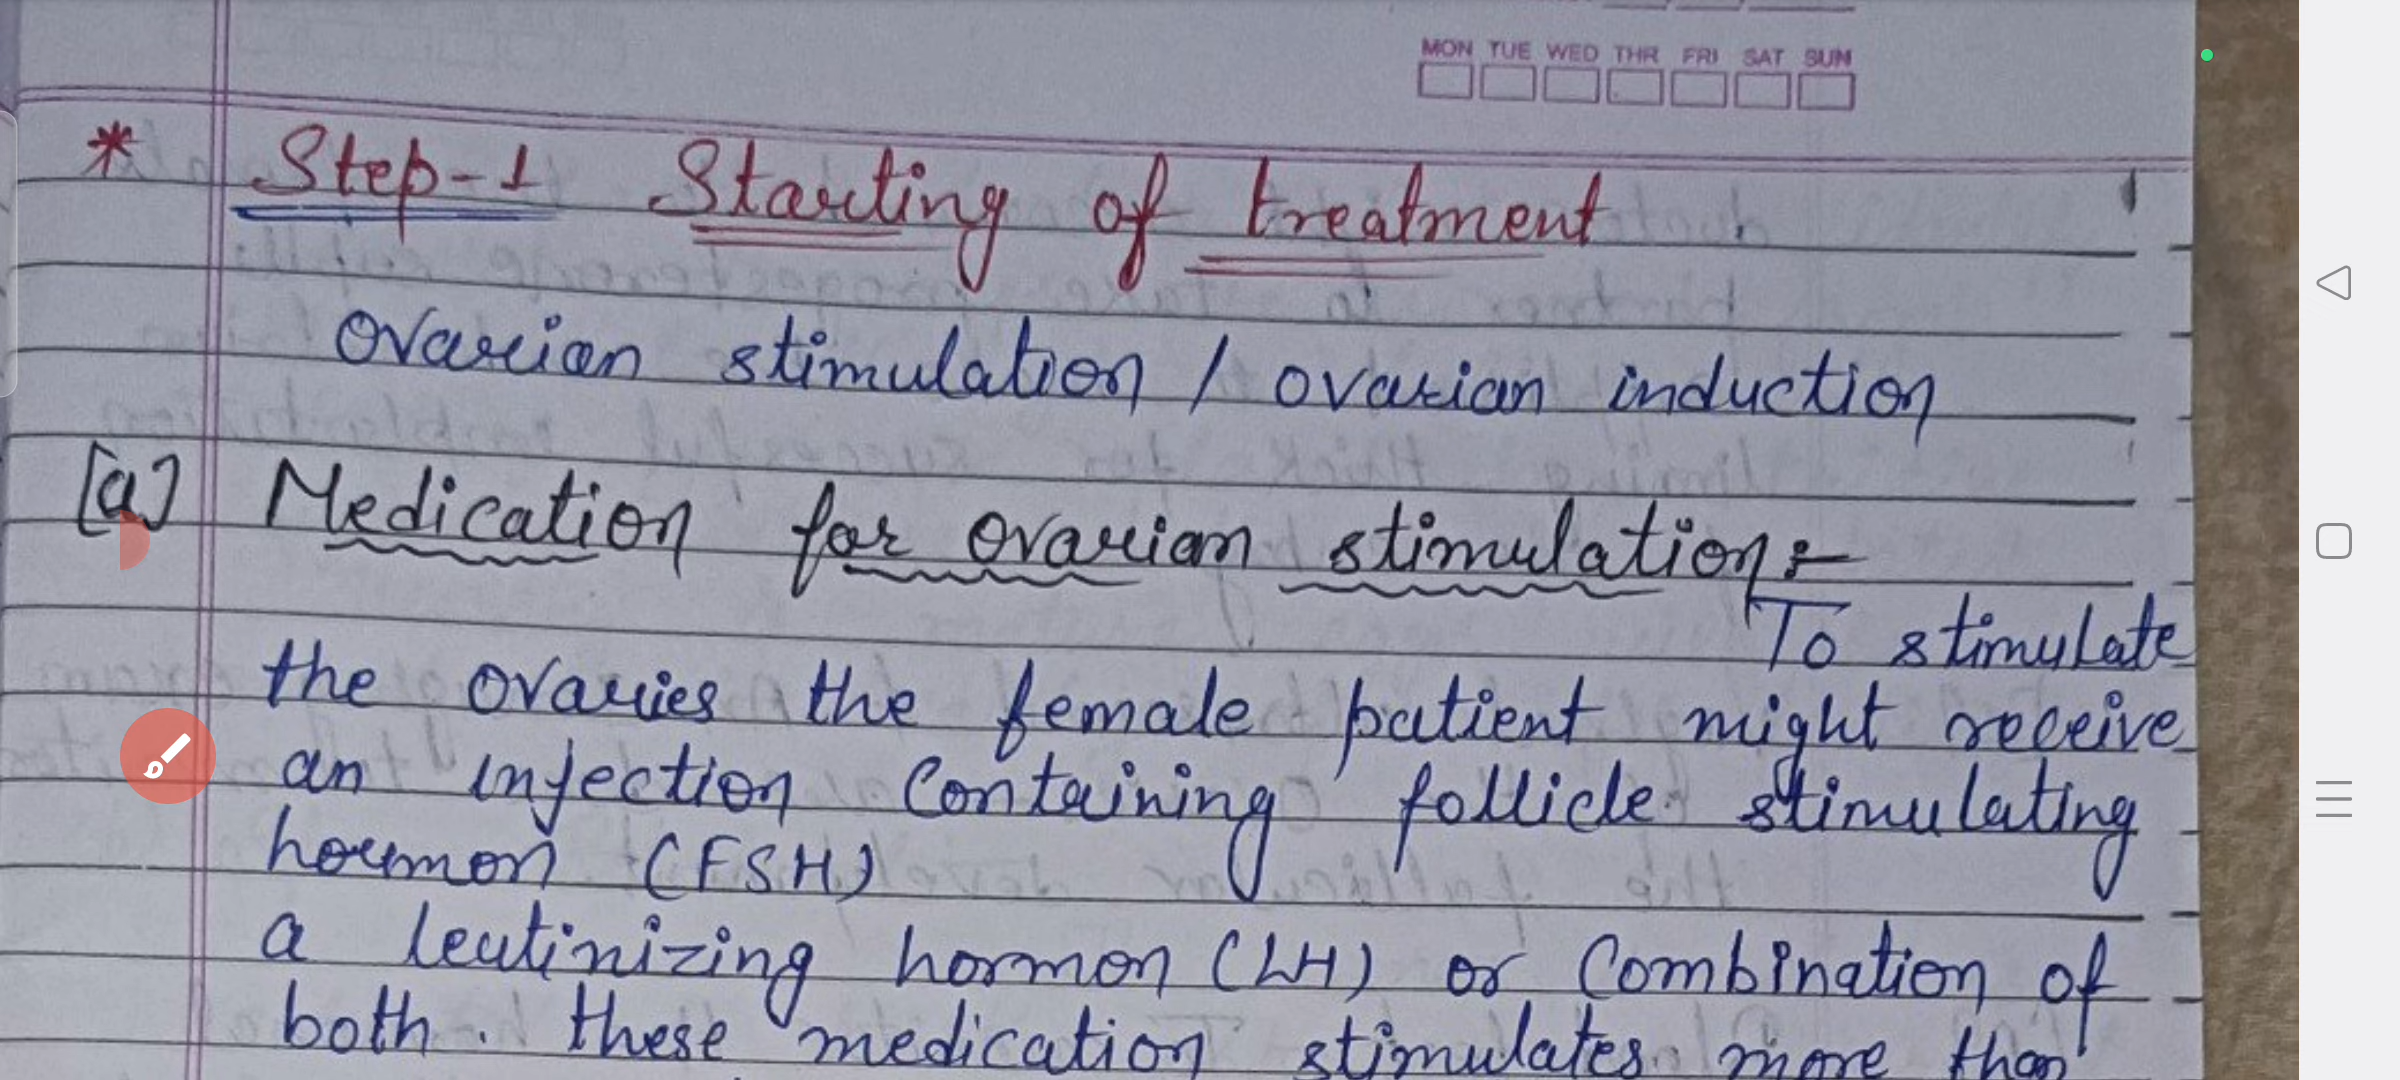 MON TUE WED THR FRI SAT SUN
* Step-1 Starting of treatment
ovarian stimulation / ovarian induction
[a] Medication for ovarian stimulation:-
To stimulate
the ovaries the female patient might receive
an injection containing follicle stimulating
hormon (FSH)
a leutinizing hormon (LH) or combination of
both. these medication stimulates more than